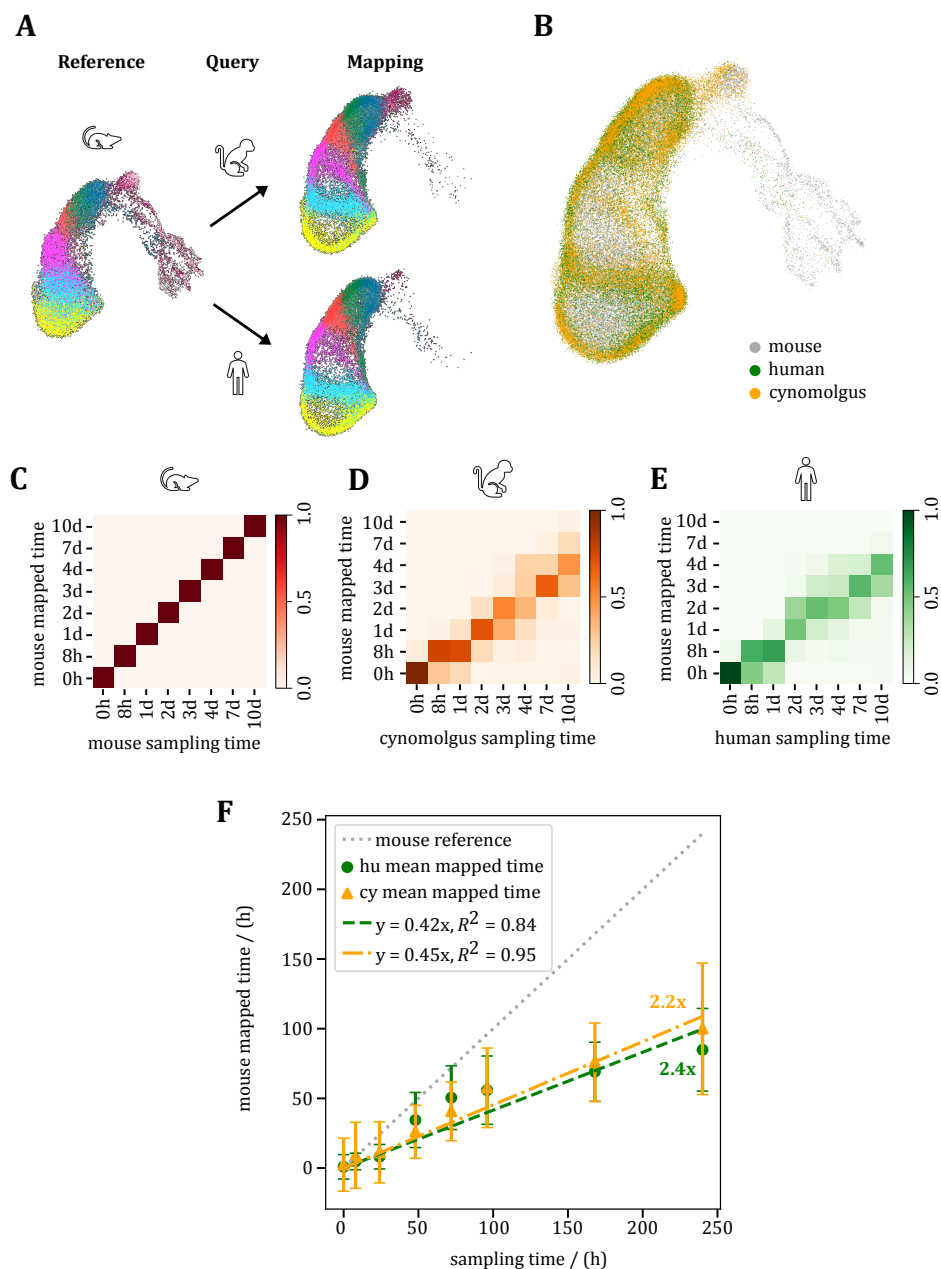 A
Reference
Query
Mapping
B
mouse
human
cynomolgus
C
mouse mapped time
10d
7d
4d
3d
2d
1d
8h
0h
0h 8h 1d 2d 3d 4d 7d 10d
mouse sampling time
1.0
0.5
0.0
D
mouse mapped time
10d
7d
4d
3d
2d
1d
8h
0h
0h 8h 1d 2d 3d 4d 7d 10d
cynomolgus sampling time
1.0
0.5
0.0
E
mouse mapped time
10d
7d
4d
3d
2d
1d
8h
0h
0h 8h 1d 2d 3d 4d 7d 10d
human sampling time
1.0
0.5
0.0
F
mouse mapped time / (h)
250
200
150
100
50
0
mouse reference
hu mean mapped time
cy mean mapped time
y = 0.42x, R² = 0.84
y = 0.45x, R² = 0.95
2.2x
2.4x
0 50 100 150 200 250
sampling time / (h)